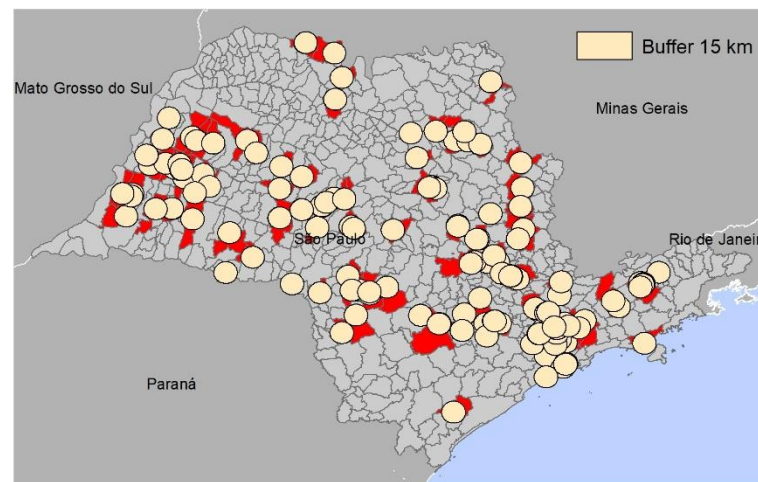 Buffer 15 km
Mato Grosso do Sul
Minas Gerais
São Paulo
Rio de Janeir
Paraná